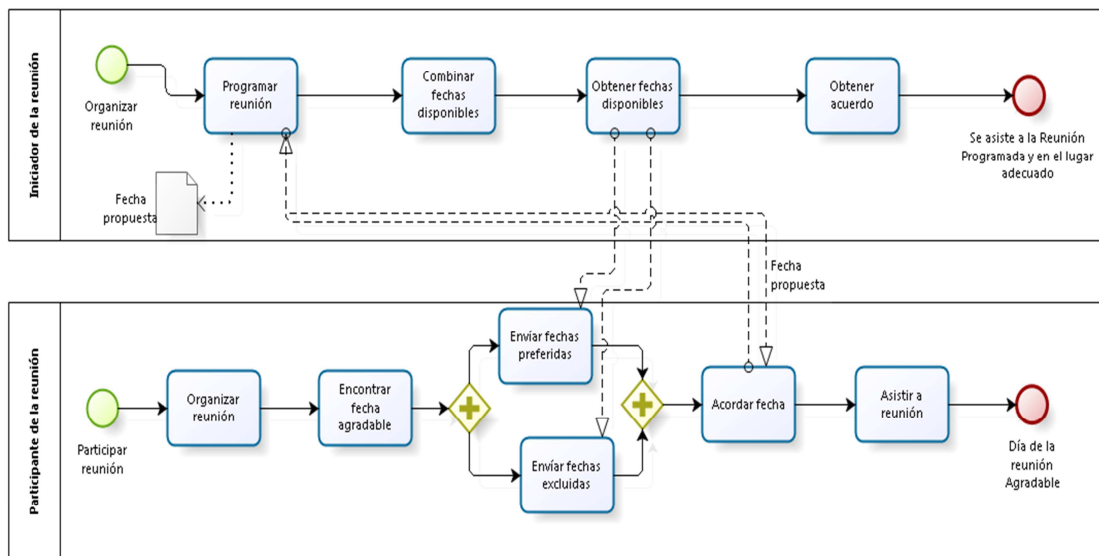 Iniciador de la reunión
Organizar
reunión
Programar
reunión
Combinar
fechas
disponibles
Obtener fechas
disponibles
Obtener
acuerdo
Se asiste a la Reunión
Programada y en el lugar
adecuado
Fecha
propuesta
Fecha
propuesta
Participante de la reunión
Participar
reunión
Organizar
reunión
Encontrar
fecha
agradable
Envíar fechas
preferidas
Envíar fechas
excluidas
Acordar fecha
Asistir a
reunión
Día de la
reunión
Agradable